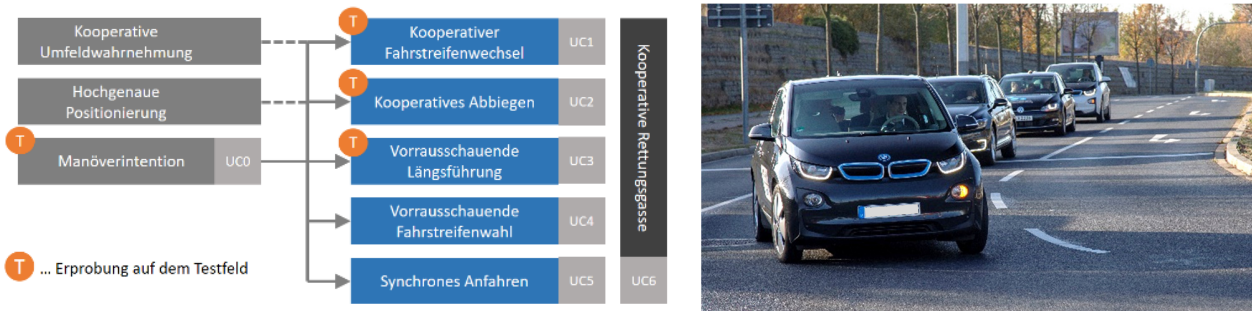 Kooperative
Umfeldwahrnehmung
Hochgenaue
Positionierung
T
Manöverintention
UC0
T
Kooperativer
Fahrstreifenwechsel
UC1
T
Kooperatives Abbiegen
UC2
T
Vorrausschauende
Längsführung
UC3
Vorrausschauende
Fahrstreifenwahl
UC4
Synchrones Anfahren
UC5
Kooperative Rettungsgasse
UC6
T ... Erprobung auf dem Testfeld